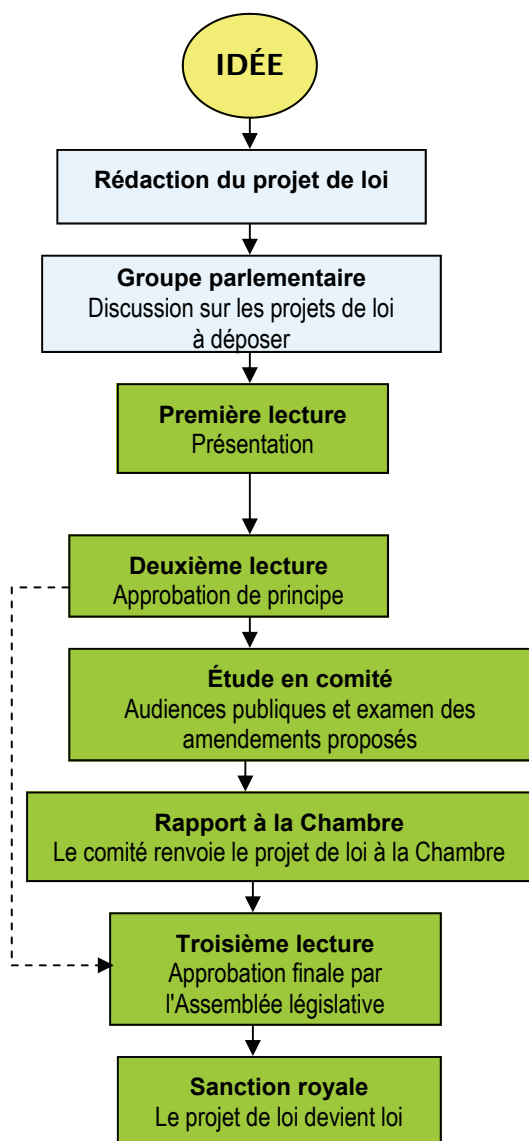 IDÉE
Rédaction du projet de loi
Groupe parlementaire
Discussion sur les projets de loi
à déposer
Première lecture
Présentation
Deuxième lecture
Approbation de principe
Étude en comité
Audiences publiques et examen des
amendements proposés
Rapport à la Chambre
Le comité renvoie le projet de loi à la Chambre
Troisième lecture
Approbation finale par
l'Assemblée législative
Sanction royale
Le projet de loi devient loi